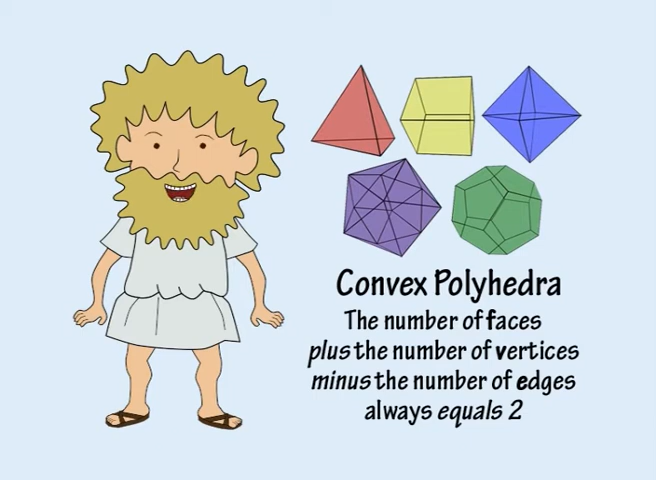 Convex Polyhedra
The number of faces
plus the number of vertices
minus the number of edges
always equals 2